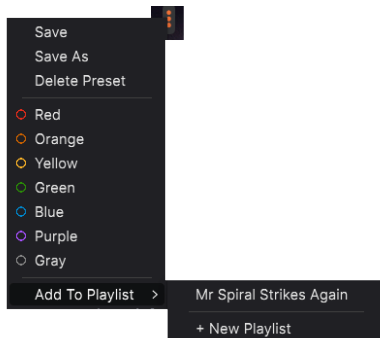 Save
Save As
Delete Preset
Red
Orange
Yellow
Green
Blue
Purple
Gray
Add To Playlist >
Mr Spiral Strikes Again
+ New Playlist